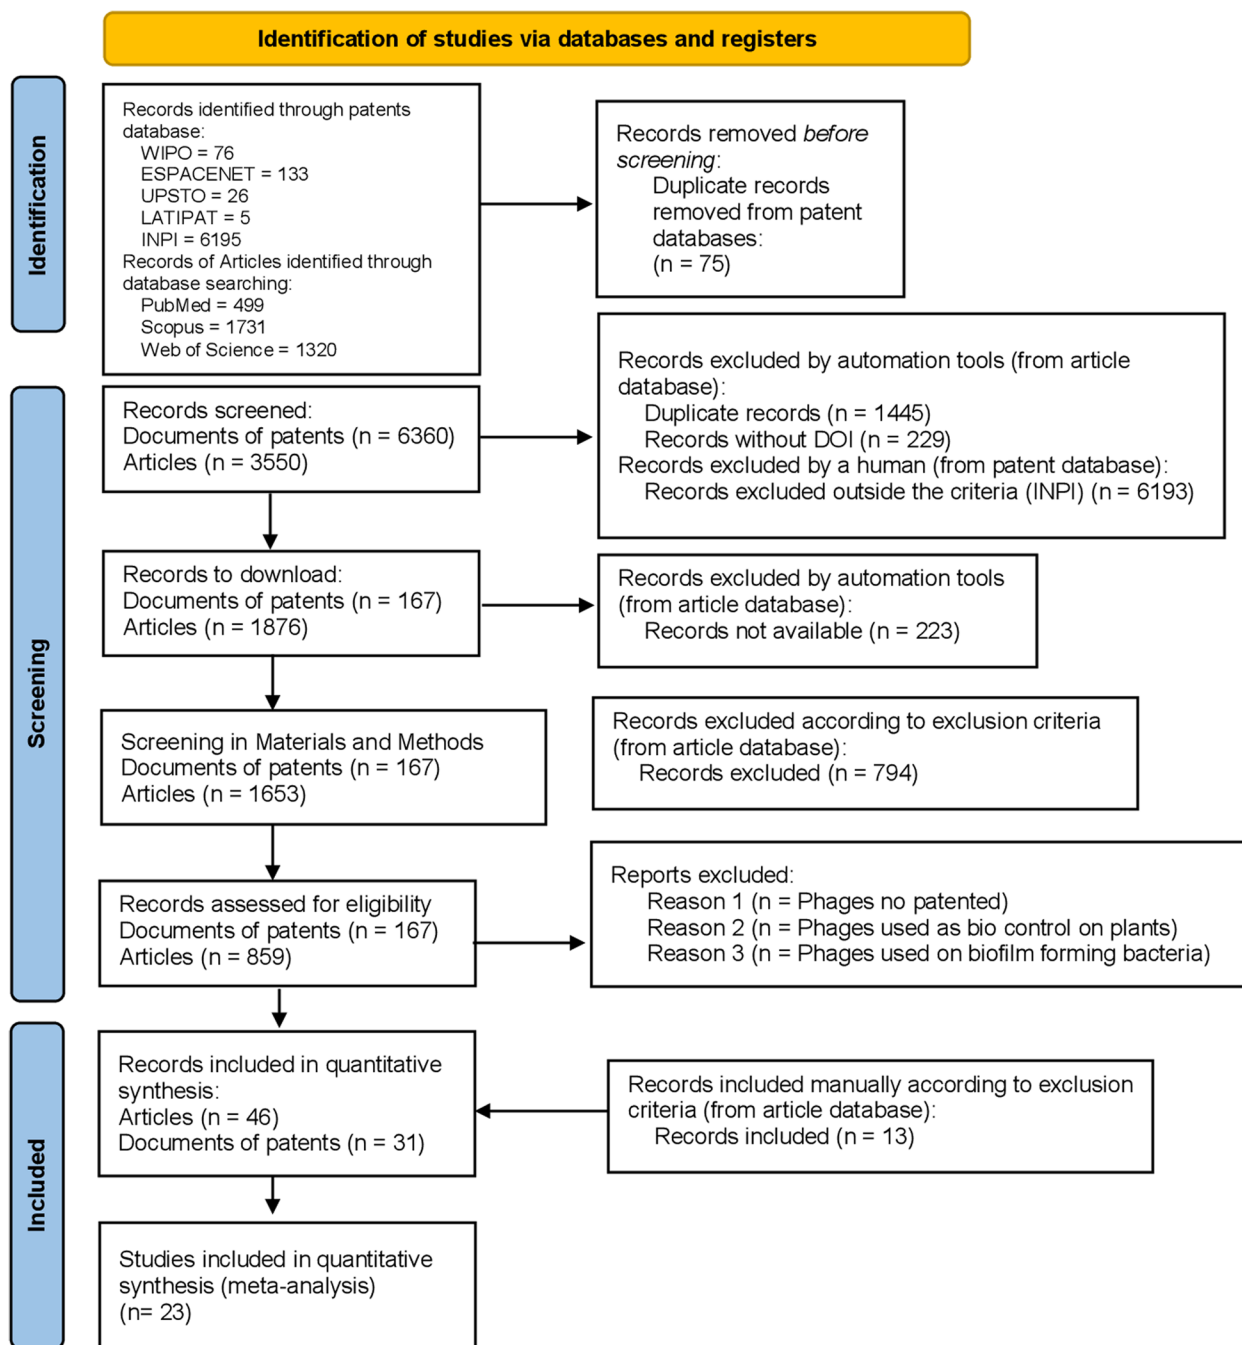 Identification of studies via databases and registers
Identification
Records identified through patents
database:
WIPO = 76
ESPACENET = 133
UPSTO = 26
LATIPAT = 5
INPI = 6195
Records of Articles identified through
database searching:
PubMed = 499
Scopus = 1731
Web of Science = 1320
Records removed before
screening:
Duplicate records
removed from patent
databases:
(n = 75)
Screening
Records screened:
Documents of patents (n = 6360)
Articles (n = 3550)
Records excluded by automation tools (from article
database):
Duplicate records (n = 1445)
Records without DOI (n = 229)
Records excluded by a human (from patent database):
Records excluded outside the criteria (INPI) (n = 6193)
Records to download:
Documents of patents (n = 167)
Articles (n = 1876)
Records excluded by automation tools
(from article database):
Records not available (n = 223)
Screening in Materials and Methods
Documents of patents (n = 167)
Articles (n = 1653)
Records excluded according to exclusion criteria
(from article database):
Records excluded (n = 794)
Records assessed for eligibility
Documents of patents (n = 167)
Articles (n = 859)
Reports excluded:
Reason 1 (n = Phages no patented)
Reason 2 (n = Phages used as bio control on plants)
Reason 3 (n = Phages used on biofilm forming bacteria)
Included
Records included in quantitative
synthesis:
Articles (n = 46)
Documents of patents (n = 31)
Records included manually according to exclusion
criteria (from article database):
Records included (n = 13)
Studies included in quantitative
synthesis (meta-analysis)
(n= 23)